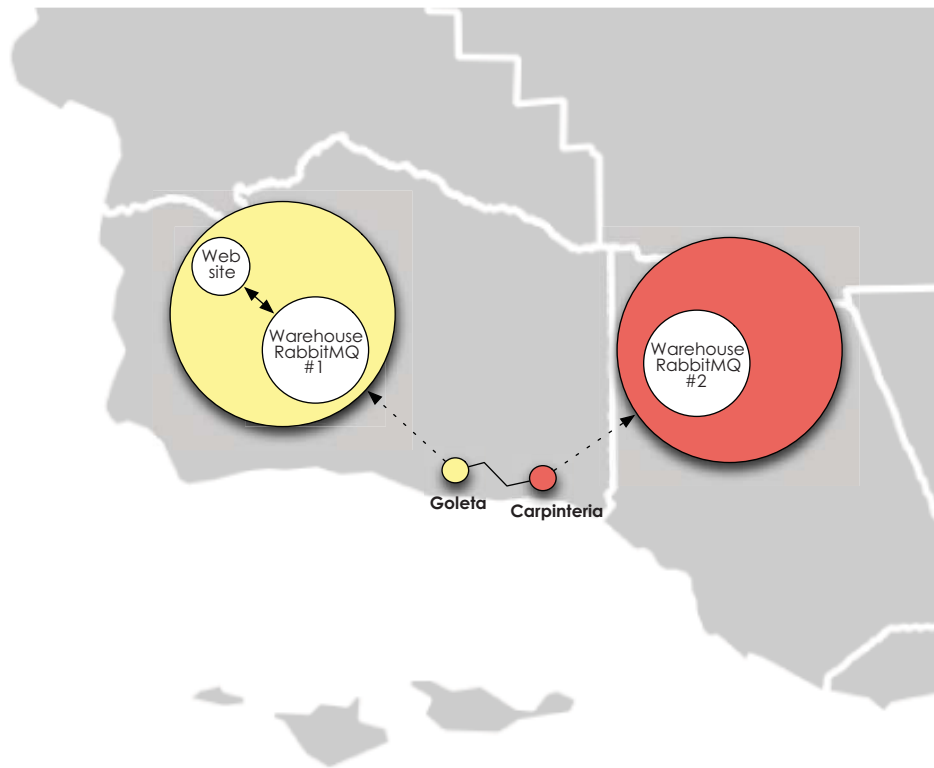 Web
site
Warehouse
RabbitMQ
#1
Warehouse
RabbitMQ
#2
Goleta
Carpinteria